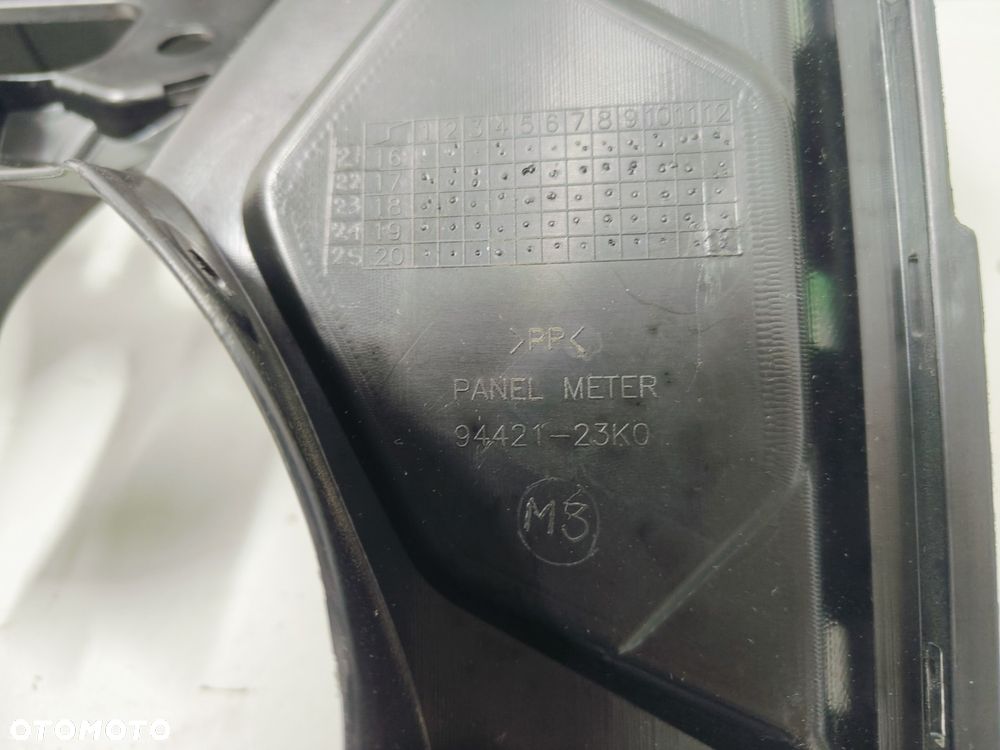 1 2 3 4 5 6 7 8 9 10 11 12
21 16
22 17
23 18
24 19
25 20
>PP<
PANEL METER
94421-23K0
M3
OTOMOTO